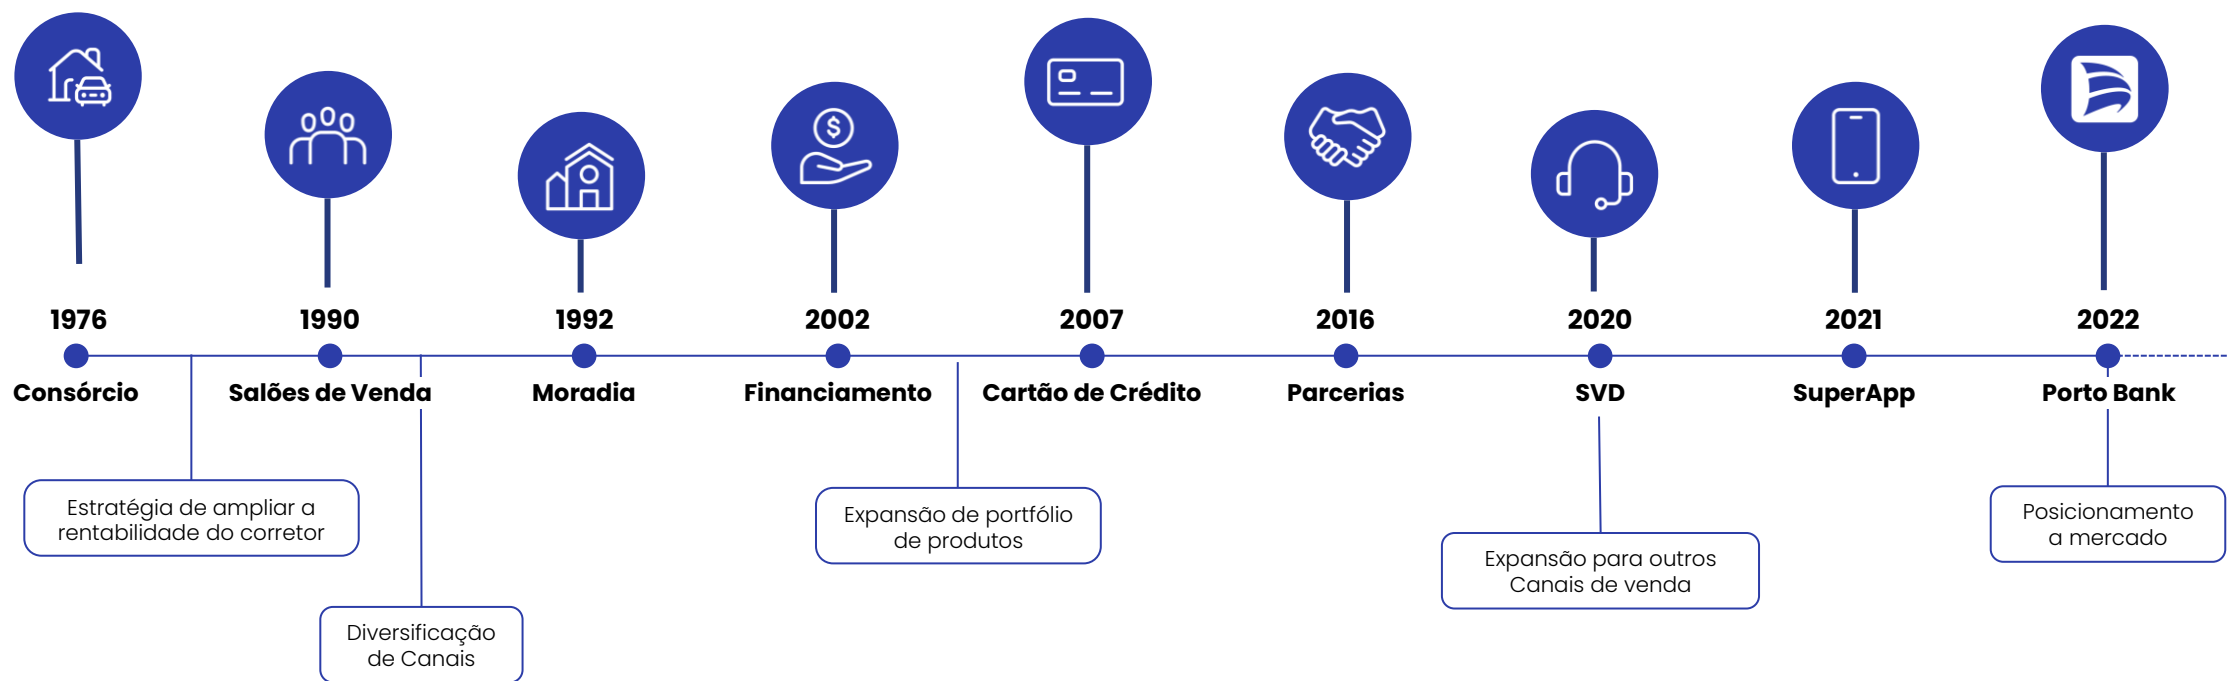 1976
1990
1992
2002
2007
2016
2020
2021
2022
Consórcio
Salões de Venda
Moradia
Financiamento
Cartão de Crédito
Parcerias
SVD
SuperApp
Porto Bank
Estratégia de ampliar a
rentabilidade do corretor
Diversificação
de Canais
Expansão de portfólio
de produtos
Expansão para outros
Canais de venda
Posicionamento
a mercado